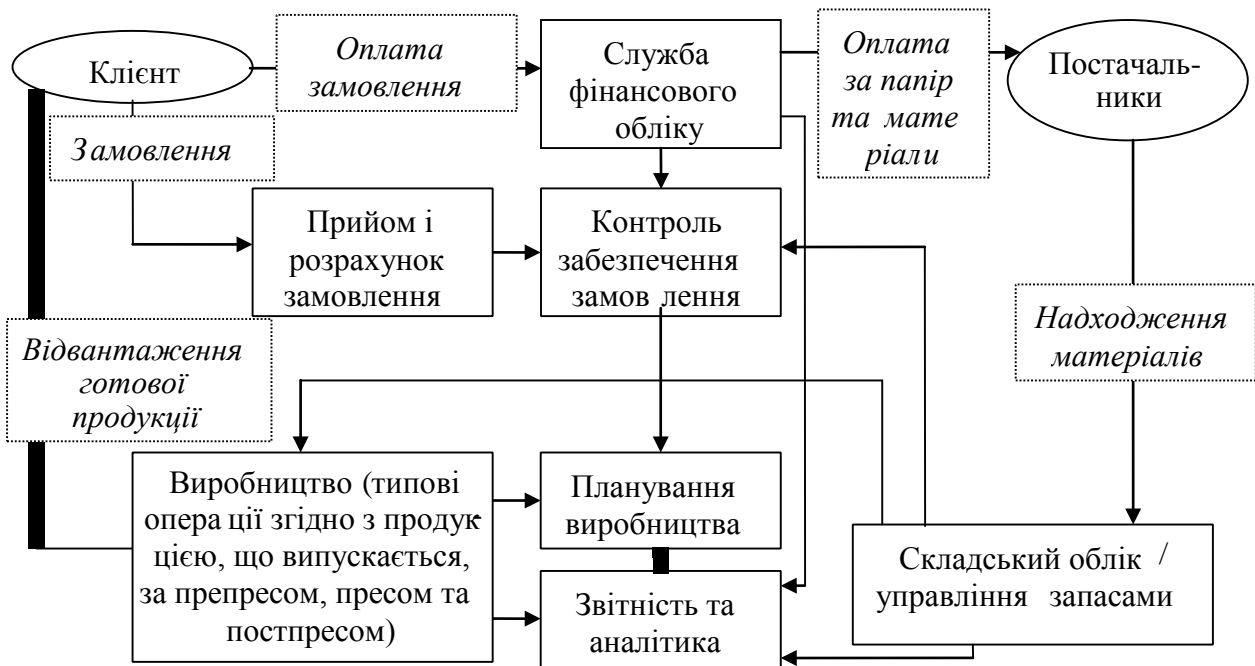 Клієнт
Оплата
замовлення
Служба
фінансового
обліку
Оплата
за папір
та мате
ріали
Постачаль-
ники
Замовлення
Прийом і
розрахунок
замовлення
Контроль
забезпечення
замов лення
Надходження
матеріалів
Відвантаження
готової
продукції
Виробництво (типові
опера ції згідно з продук-
цією, що випускається,
за препресом, пресом та
постпресом)
Планування
виробництва
Складський облік /
управління запасами
Звітність та
аналітика